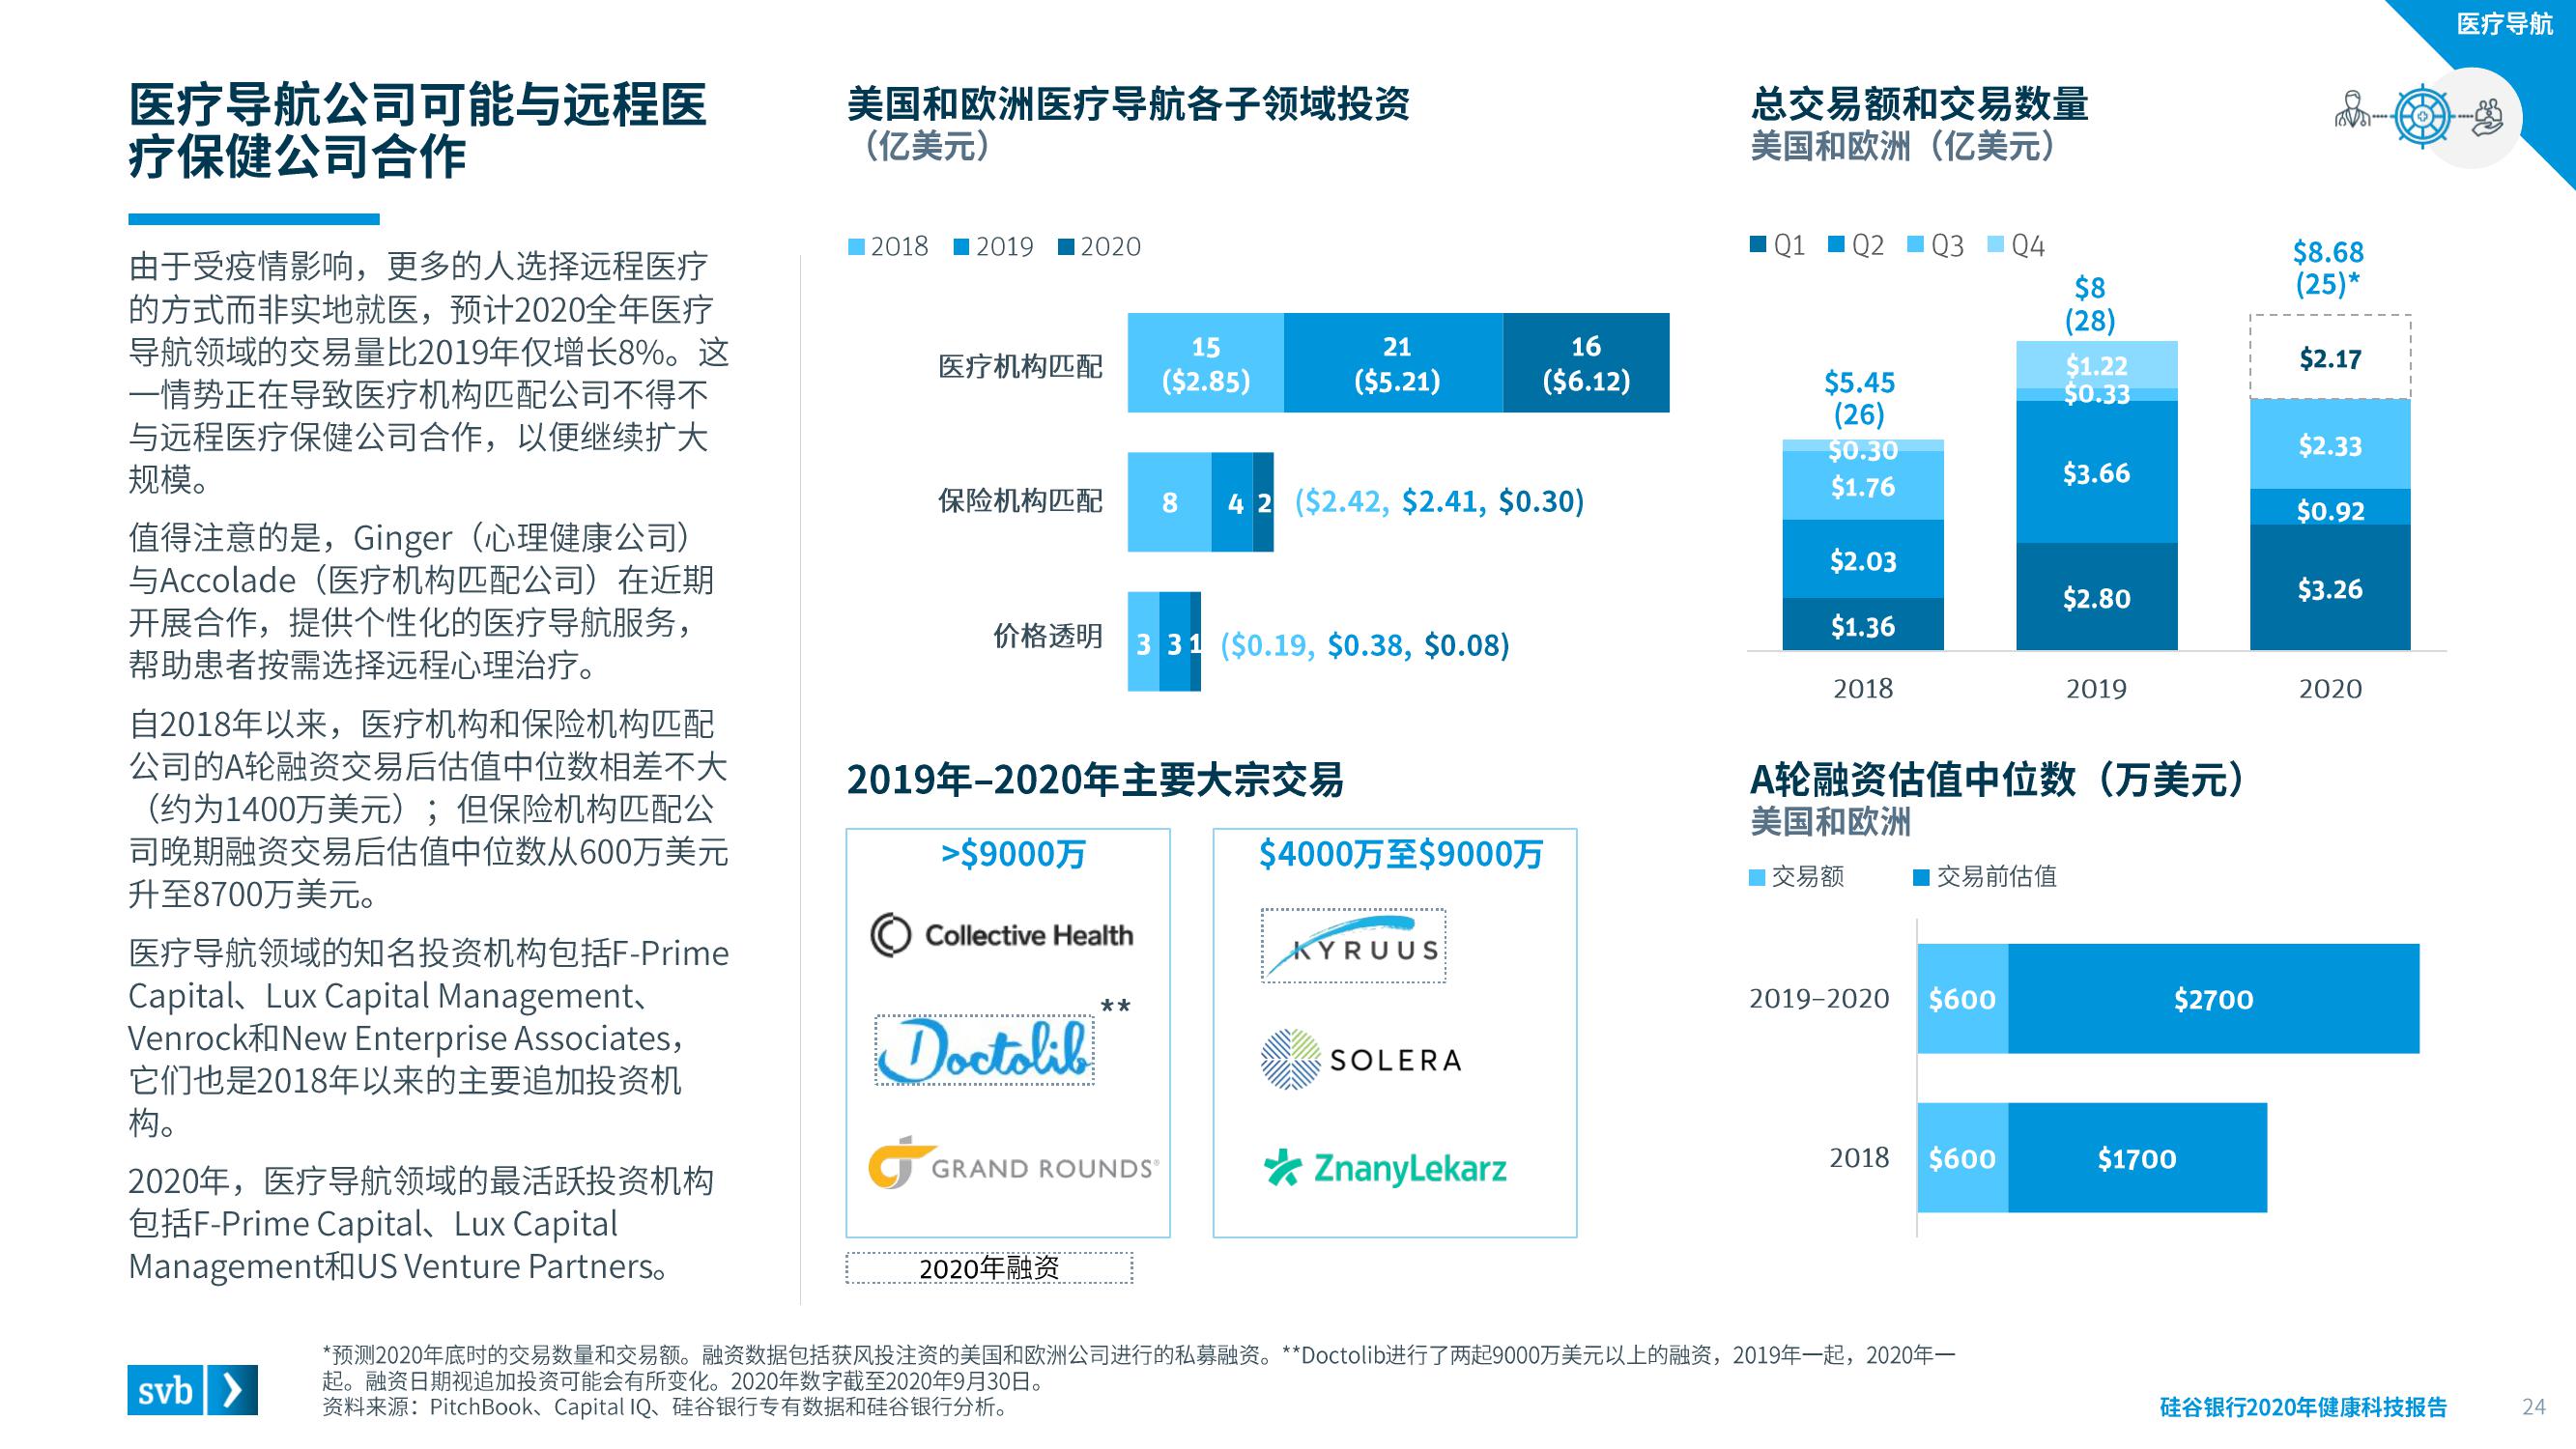 医疗导航
医疗导航公司可能与远程医
疗保健公司合作
由于受疫情影响，更多的人选择远程医疗
的方式而非实地就医，预计2020全年医疗
导航领域的交易量比2019年仅增长8%。这
一情势正在导致医疗机构匹配公司不得不
与远程医疗保健公司合作，以便继续扩大
规模。
值得注意的是，Ginger（心理健康公司）
与Accolade（医疗机构匹配公司）在近期
开展合作，提供个性化的医疗导航服务，
帮助患者按需选择远程心理治疗。
自2018年以来，医疗机构和保险机构匹配
公司的A轮融资交易后估值中位数相差不大
（约为1400万美元）；但保险机构匹配公
司晚期融资交易后估值中位数从600万美元
升至8700万美元。
医疗导航领域的知名投资机构包括F-Prime
Capital、Lux Capital Management、
Venrock和New Enterprise Associates，
它们也是2018年以来的主要追加投资机
构。
2020年，医疗导航领域的最活跃投资机构
包括F-Prime Capital、Lux Capital
Management和US Venture Partners。
美国和欧洲医疗导航各子领域投资
（亿美元）
2018 2019 2020
医疗机构匹配
15 21 16
($2.85) ($5.21) ($6.12)
保险机构匹配 8 4 2 ($2.42, $2.41, $0.30)
价格透明 3 3 1 ($0.19, $0.38, $0.08)
2019年–2020年主要大宗交易
>$9000万
Collective Health
Doctolib **
GRAND ROUNDS®
$4000万至$9000万
KYRUUS
SOLERA
ZnanyLekarz
2020年融资
总交易额和交易数量
美国和欧洲（亿美元）
Q1 Q2 Q3 Q4
$5.45
(26)
$0.30
$1.76
$2.03
$1.36
2018
$8
(28)
$1.22
$0.33
$3.66
$2.80
2019
$8.68
(25)*
$2.17
$2.33
$0.92
$3.26
2020
A轮融资估值中位数（万美元）
美国和欧洲
交易额 交易前估值
2019–2020 $600 $2700
2018 $600 $1700
*预测2020年底时的交易数量和交易额。融资数据包括获风投注资的美国和欧洲公司进行的私募融资。**Doctolib进行了两起9000万美元以上的融资，2019年一起，2020年一
起。融资日期视追加投资可能会有所变化。2020年数字截至2020年9月30日。
资料来源：PitchBook、Capital IQ、硅谷银行专有数据和硅谷银行分析。
svb
硅谷银行2020年健康科技报告 24